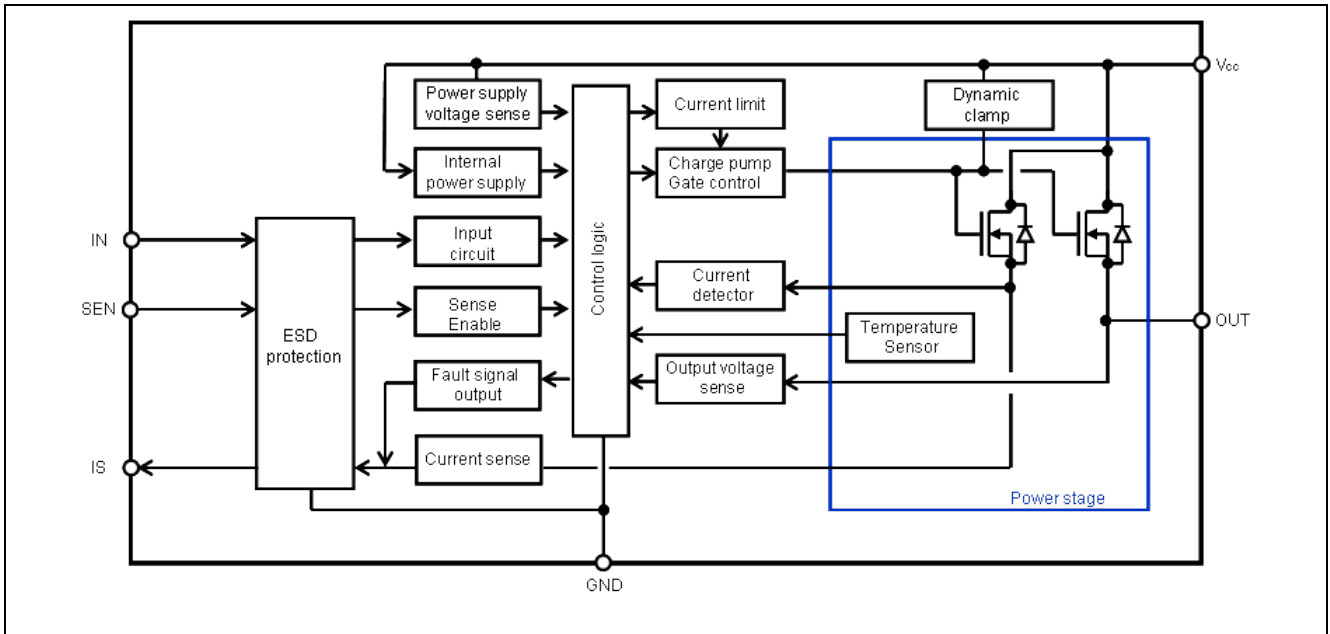 Vcc
Power supply
voltage sense
Current limit
Dynamic
clamp
Internal
power supply
Charge pump
Gate control
IN
Input
circuit
SEN
Sense
Enable
Control logic
Current
detector
OUT
ESD
protection
Temperature
Sensor
Fault signal
output
Output voltage
sense
IS
Current sense
Power stage
GND